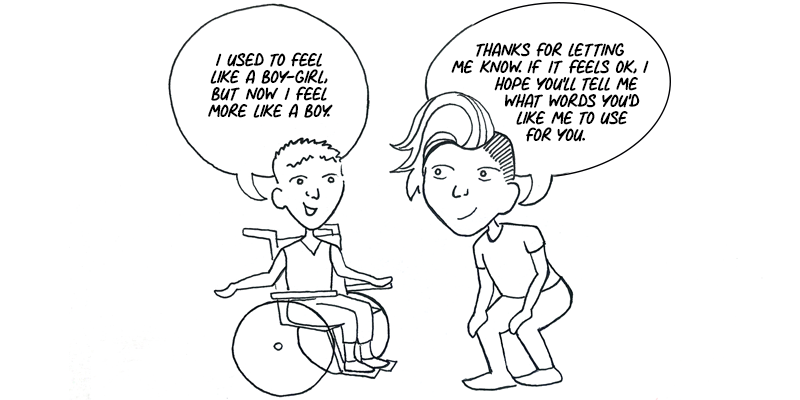 I USED TO FEEL
LIKE A BOY-GIRL,
BUT NOW I FEEL
MORE LIKE A BOY.
THANKS FOR LETTING
ME KNOW. IF IT FEELS OK, I
HOPE YOU'LL TELL ME
WHAT WORDS YOU'D
LIKE ME TO USE
FOR YOU.